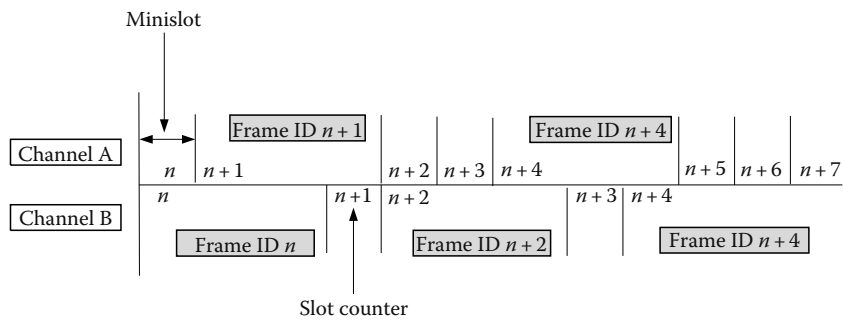 Minislot
Frame ID n + 1
Frame ID n + 4
Channel A
n
n + 1
n + 2
n + 3
n + 4
n + 5
n + 6
n + 7
Channel B
n
n + 1
n + 2
n + 3
n + 4
Frame ID n
Frame ID n + 2
Frame ID n + 4
Slot counter